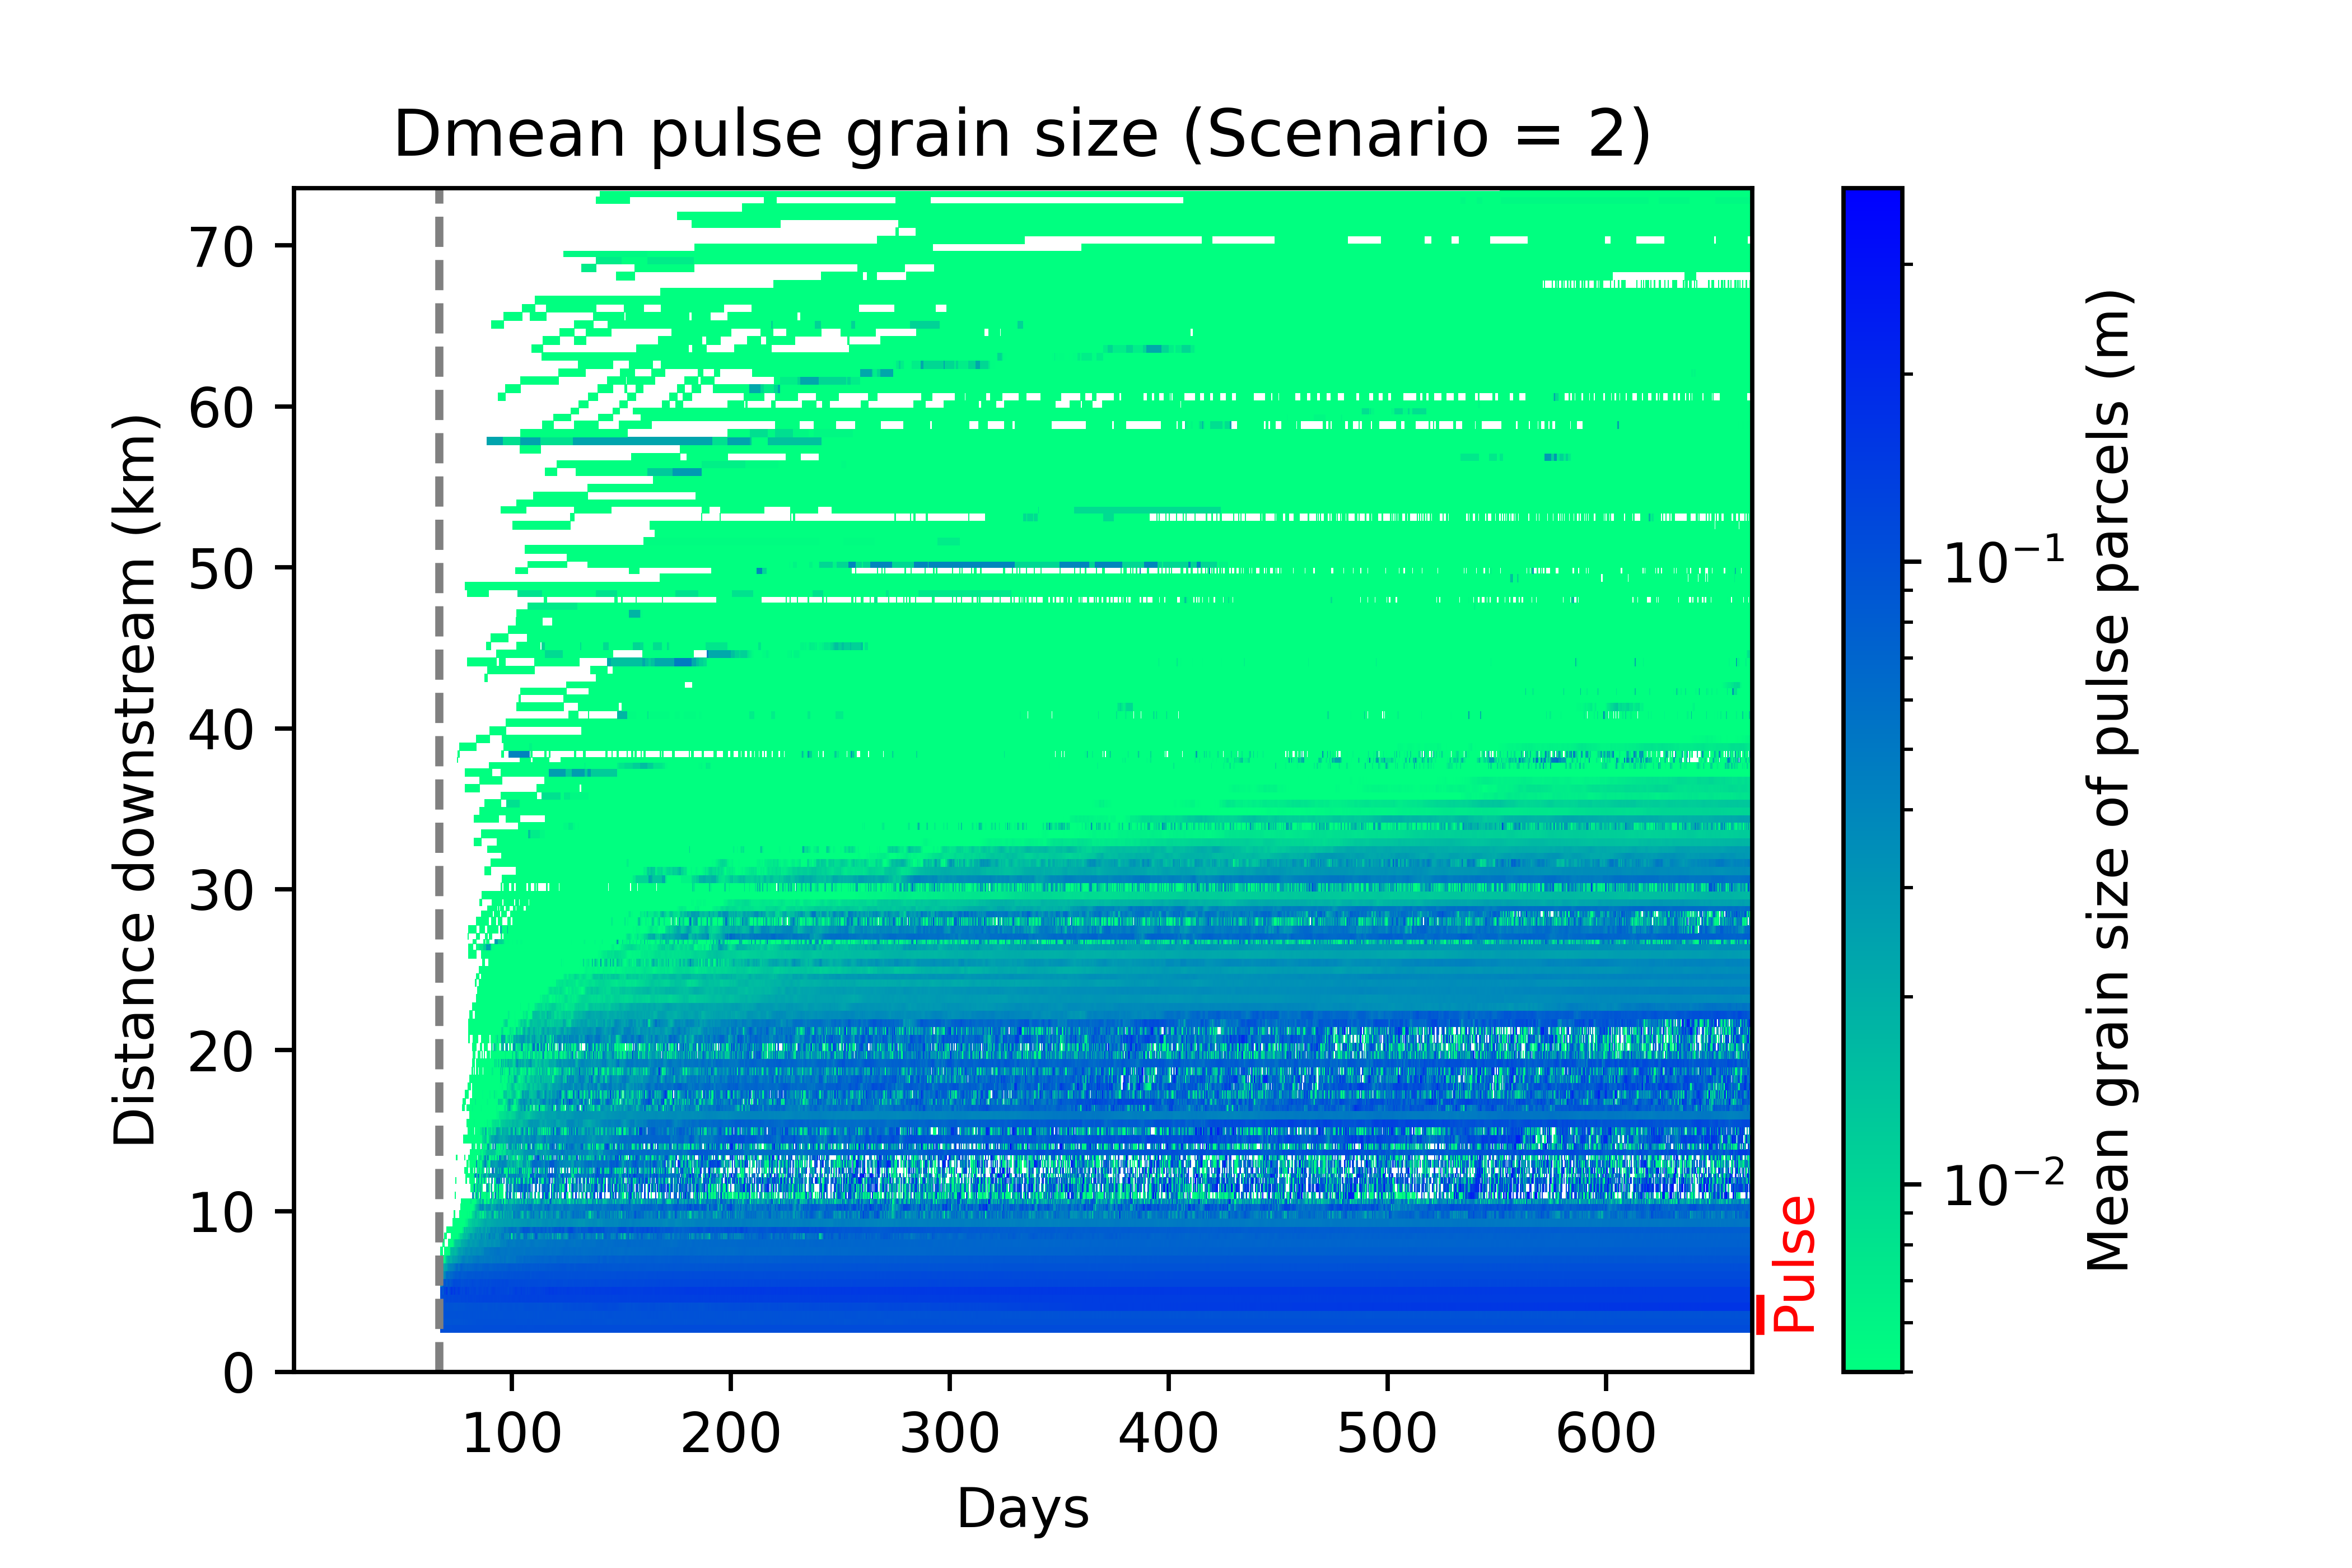 Dmean pulse grain size (Scenario = 2)
Distance downstream (km)
70
60
50
40
30
20
10
0
100 200 300 400 500 600
Days
Pulse
10⁻¹
10⁻²
Mean grain size of pulse parcels (m)